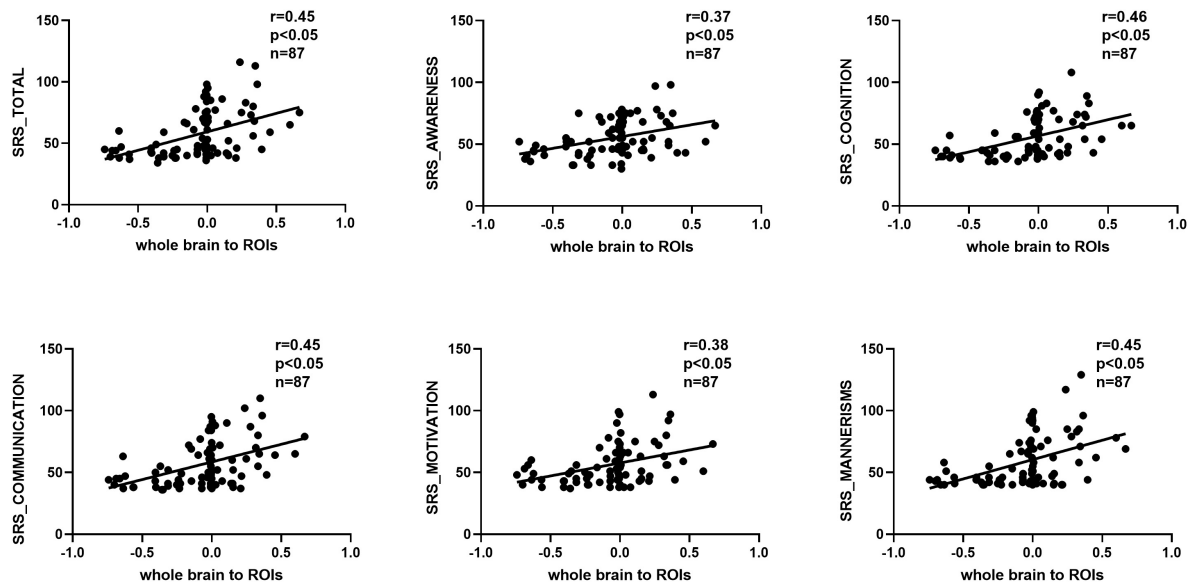 r=0.45
p<0.05
n=87
SRS_TOTAL
150
100
50
0
-1.0 -0.5 0.0 0.5 1.0
whole brain to ROIs
r=0.37
p<0.05
n=87
SRS_AWARENESS
150
100
50
0
-1.0 -0.5 0.0 0.5 1.0
whole brain to ROIs
r=0.46
p<0.05
n=87
SRS_COGNITION
150
100
50
0
-1.0 -0.5 0.0 0.5 1.0
whole brain to ROIs
r=0.45
p<0.05
n=87
SRS_COMMUNICATION
150
100
50
0
-1.0 -0.5 0.0 0.5 1.0
whole brain to ROIs
r=0.38
p<0.05
n=87
SRS_MOTIVATION
150
100
50
0
-1.0 -0.5 0.0 0.5 1.0
whole brain to ROIs
r=0.45
p<0.05
n=87
SRS_MANNERISMS
150
100
50
0
-1.0 -0.5 0.0 0.5 1.0
whole brain to ROIs